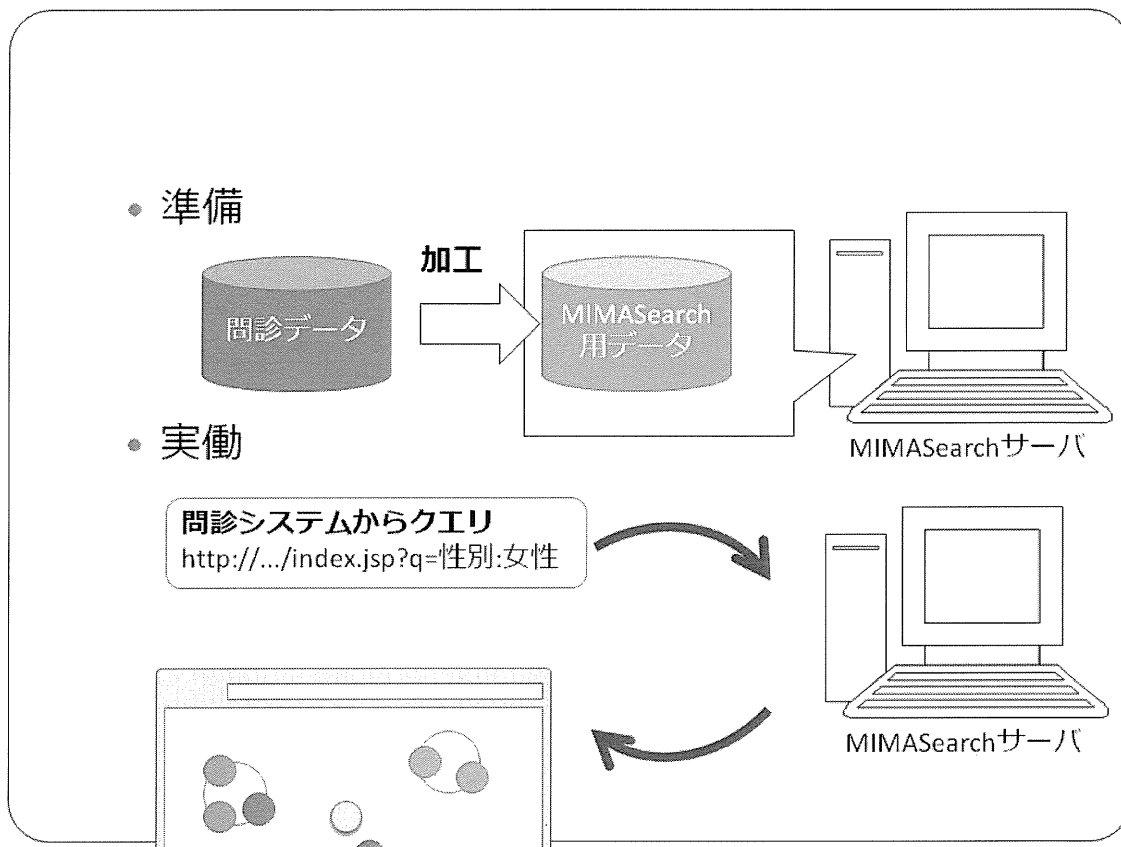 準備
加工
問診データ
MIMASearch
用データ
MIMASearchサーバ
実働
問診システムからクエリ
http://.../index.jsp?q=性別:女性
MIMASearchサーバ